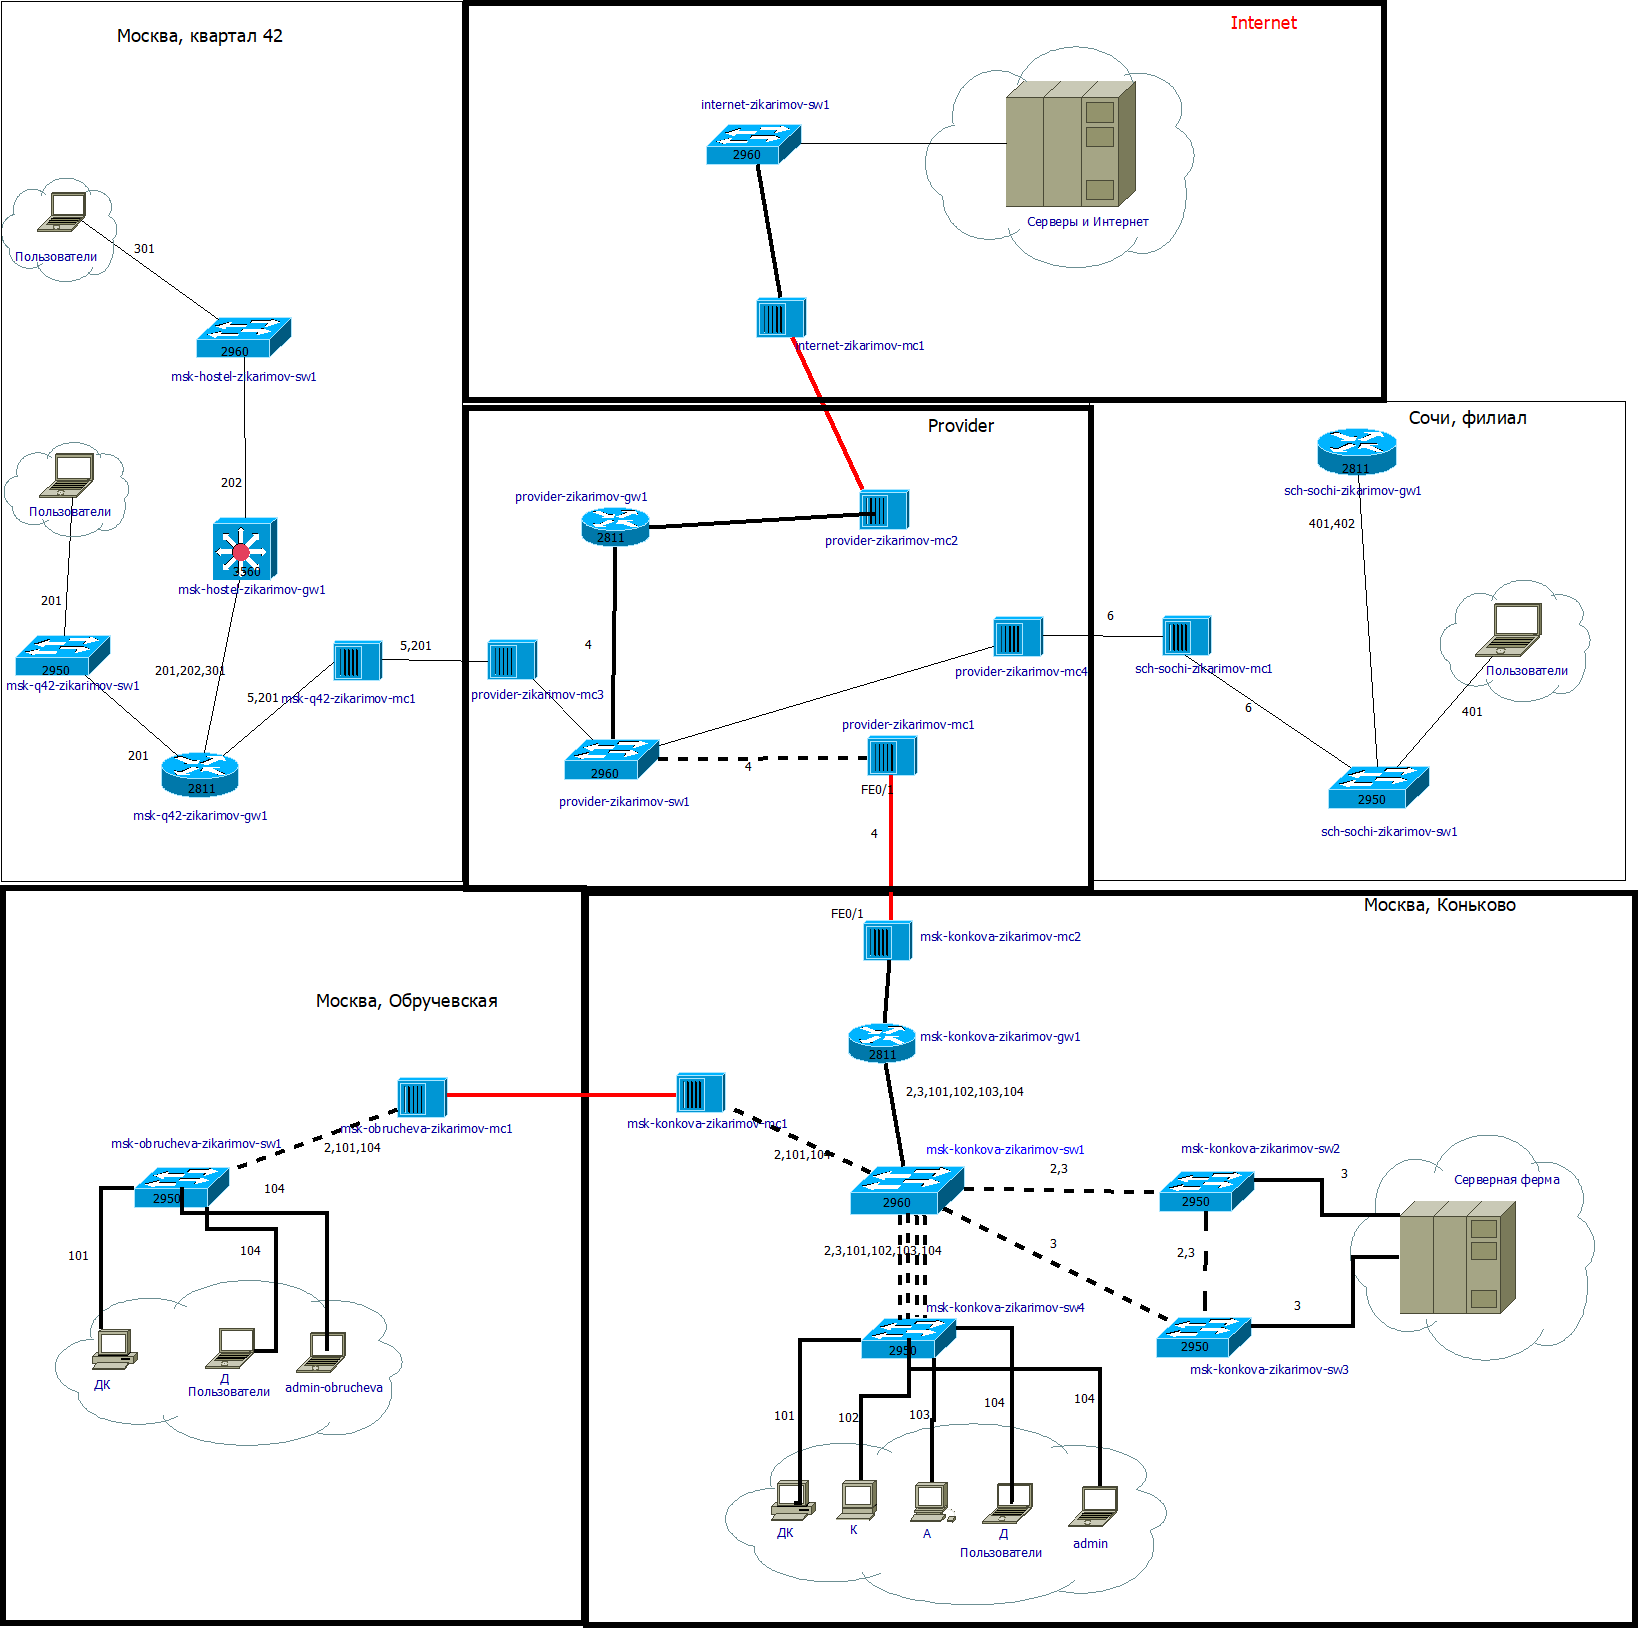 Москва, квартал 42
Пользователи
301
2960
msk-hostel-zikarimov-sw1
202
Пользователи
3560
msk-hostel-zikarimov-gw1
201
2950
msk-q42-zikarimov-sw1
201,202,301
5,201
5,201
msk-q42-zikarimov-mc1
201
2811
msk-q42-zikarimov-gw1
Internet
internet-zikarimov-sw1
2960
Серверы и Интернет
internet-zikarimov-mc1
Provider
provider-zikarimov-gw1
2811
provider-zikarimov-mc2
4
provider-zikarimov-mc3
provider-zikarimov-mc4
provider-zikarimov-mc1
2960
4
provider-zikarimov-sw1
FE0/1
4
Сочи, филиал
2811
sch-sochi-zikarimov-gw1
401,402
6
sch-sochi-zikarimov-mc1
Пользователи
6
401
2950
sch-sochi-zikarimov-sw1
Москва, Обручевская
msk-obrucheva-zikarimov-mc1
msk-obrucheva-zikarimov-sw1
2,101,104
2950
104
101
104
ДК
Д
Пользователи
admin-obrucheva
Москва, Коньково
FE0/1
msk-konkova-zikarimov-mc2
msk-konkova-zikarimov-gw1
2811
2,3,101,102,103,104
msk-konkova-zikarimov-mc1
2,101,104
msk-konkova-zikarimov-sw1
2960
2,3
msk-konkova-zikarimov-sw2
2950
3
Серверная ферма
2,3,101,102,103,104
3
2,3
msk-konkova-zikarimov-sw4
2950
3
2950
msk-konkova-zikarimov-sw3
101
102
103
104
104
ДК
К
А
Д
Пользователи
admin